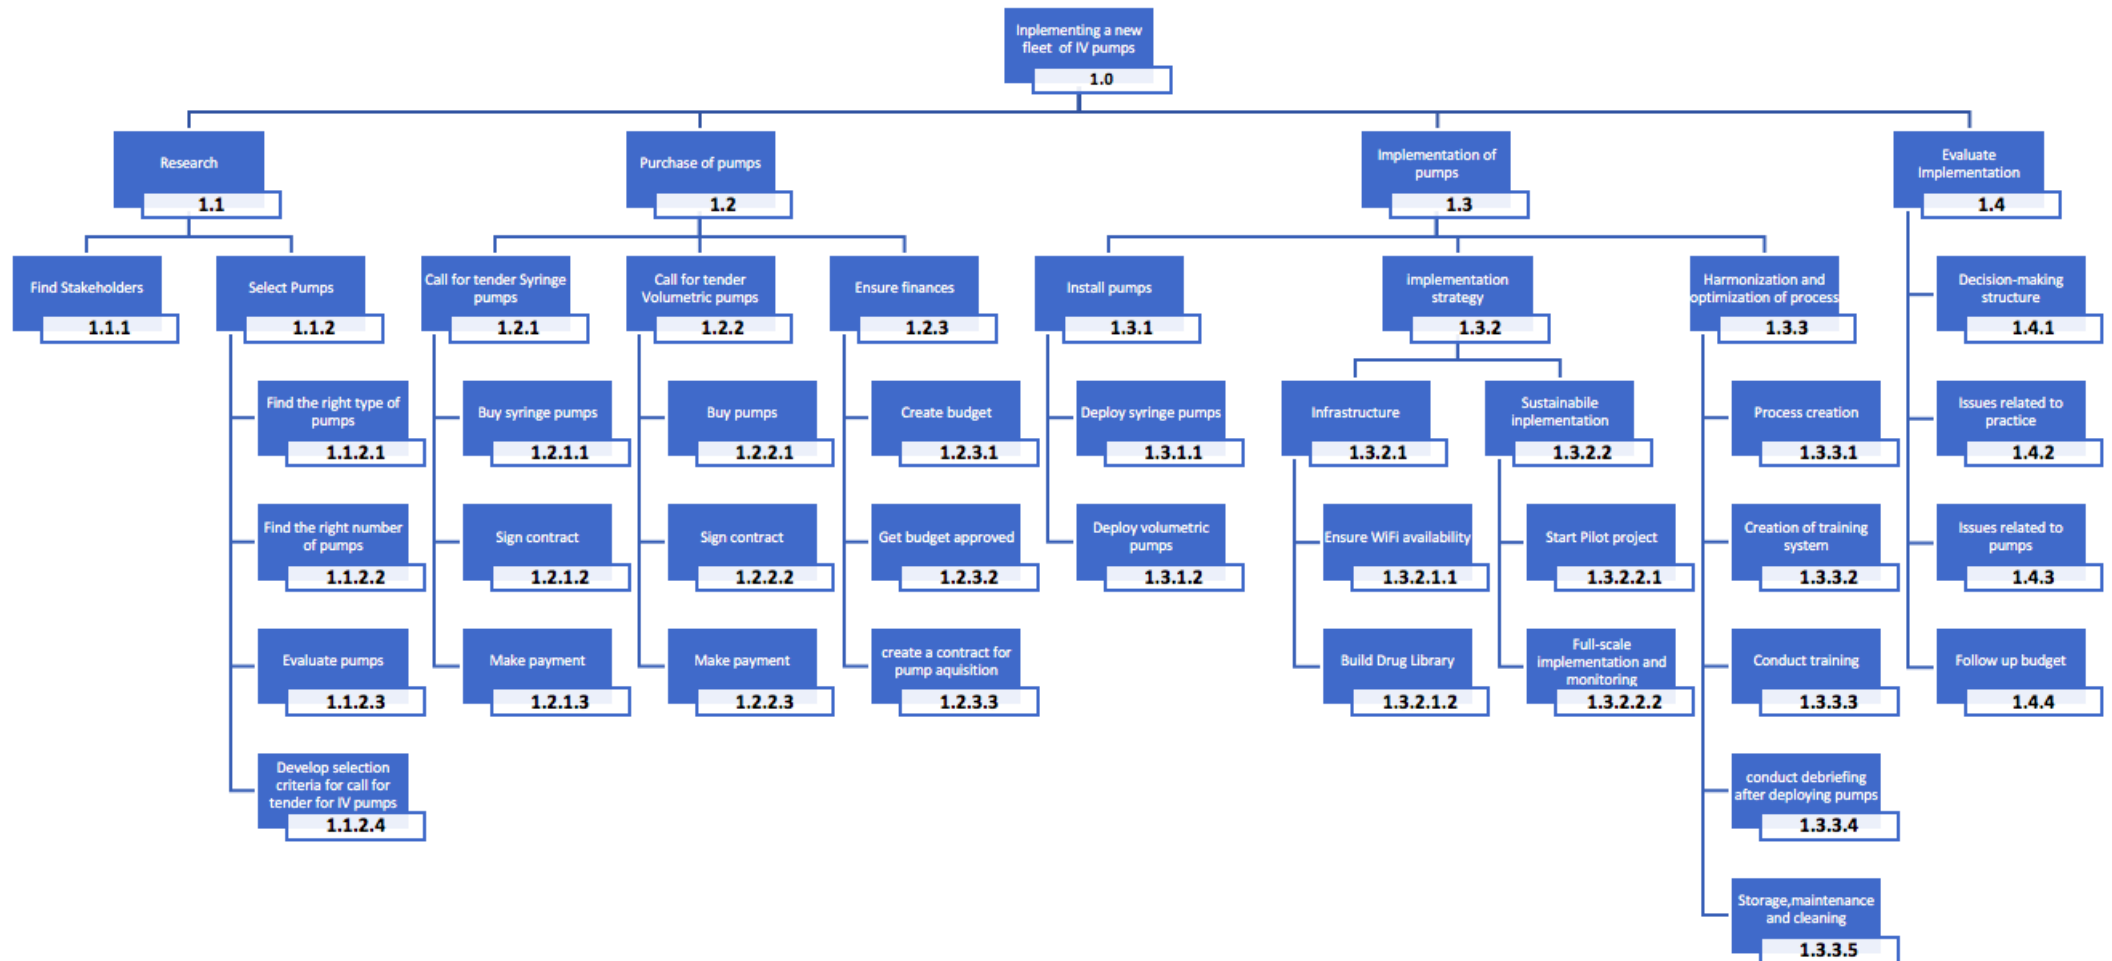 Inplementing a new
fleet of IV pumps
1.0
Research
1.1
Purchase of pumps
1.2
Implementation of
pumps
1.3
Evaluate
Implementation
1.4
Find Stakeholders
1.1.1
Select Pumps
1.1.2
Call for tender Syringe
pumps
1.2.1
Call for tender
Volumetric pumps
1.2.2
Ensure finances
1.2.3
Install pumps
1.3.1
implementation
strategy
1.3.2
Harmonization and
optimization of process
1.3.3
Decision-making
structure
1.4.1
Find the right type of
pumps
1.1.2.1
Buy syringe pumps
1.2.1.1
Buy pumps
1.2.2.1
Create budget
1.2.3.1
Deploy syringe pumps
1.3.1.1
Infrastructure
1.3.2.1
Sustainabile
inplementation
1.3.2.2
Process creation
1.3.3.1
Issues related to
practice
1.4.2
Find the right number
of pumps
1.1.2.2
Sign contract
1.2.1.2
Sign contract
1.2.2.2
Get budget approved
1.2.3.2
Deploy volumetric
pumps
1.3.1.2
Ensure WiFi availability
1.3.2.1.1
Start Pilot project
1.3.2.2.1
Creation of training
system
1.3.3.2
Issues related to
pumps
1.4.3
Evaluate pumps
1.1.2.3
Make payment
1.2.1.3
Make payment
1.2.2.3
create a contract for
pump aquisition
1.2.3.3
Build Drug Library
1.3.2.1.2
Full-scale
implementation and
monitoring
1.3.2.2.2
Conduct training
1.3.3.3
Follow up budget
1.4.4
Develop selection
criteria for call for
tender for IV pumps
1.1.2.4
conduct debriefing
after deploying pumps
1.3.3.4
Storage,maintenance
and cleaning
1.3.3.5